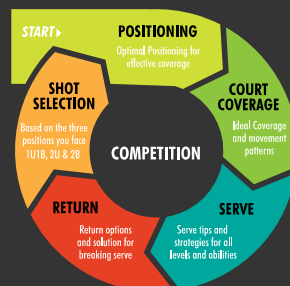 START
POSITIONING
Optimal Positioning for
effective coverage
COURT
COVERAGE
Ideal Coverage
and movement
patterns
SERVE
Serve tips and
strategies for all
levels and abilities
RETURN
Return options
and solution for
breaking serve
SHOT
SELECTION
Based on the three
positions you face
1U1B, 2U & 2B
COMPETITION